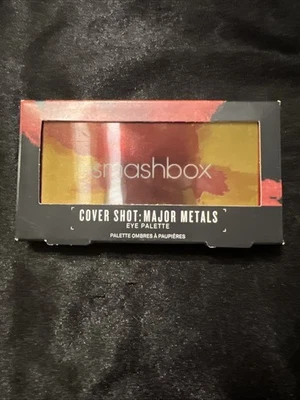 smashbox
COVER SHOT: MAJOR METALS
EYE PALETTE
PALETTE OMBRES À PAUPIÈRES